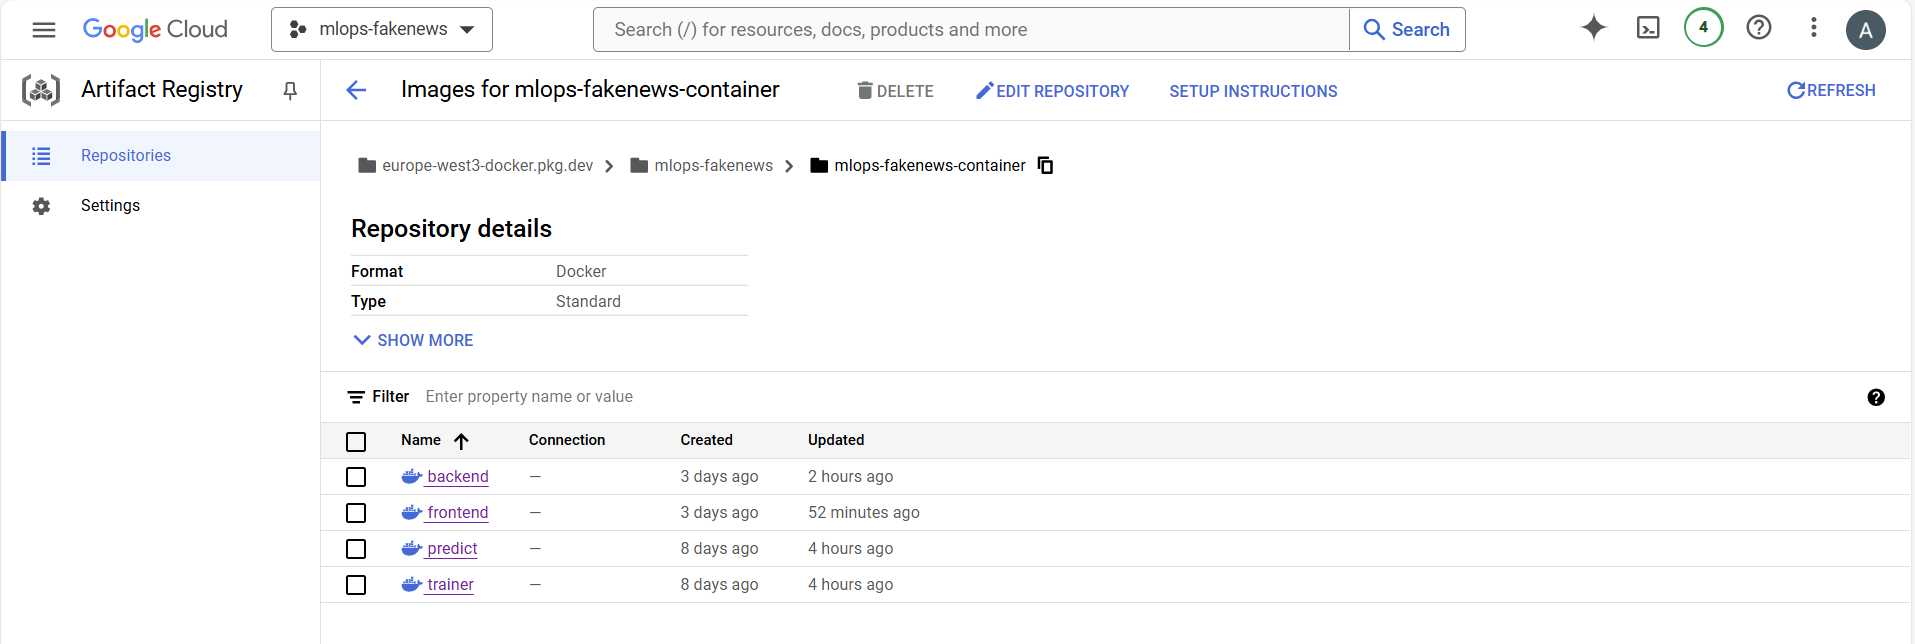 Google Cloud
mlops-fakenews
Search (/) for resources, docs, products and more
Search
4
A
Artifact Registry
Images for mlops-fakenews-container
DELETE
EDIT REPOSITORY
SETUP INSTRUCTIONS
REFRESH
Repositories
Settings
europe-west3-docker.pkg.dev
mlops-fakenews
mlops-fakenews-container
Repository details
Format Docker
Type Standard
SHOW MORE
Filter Enter property name or value
Name Connection Created Updated
backend — 3 days ago 2 hours ago
frontend — 3 days ago 52 minutes ago
predict — 8 days ago 4 hours ago
trainer — 8 days ago 4 hours ago